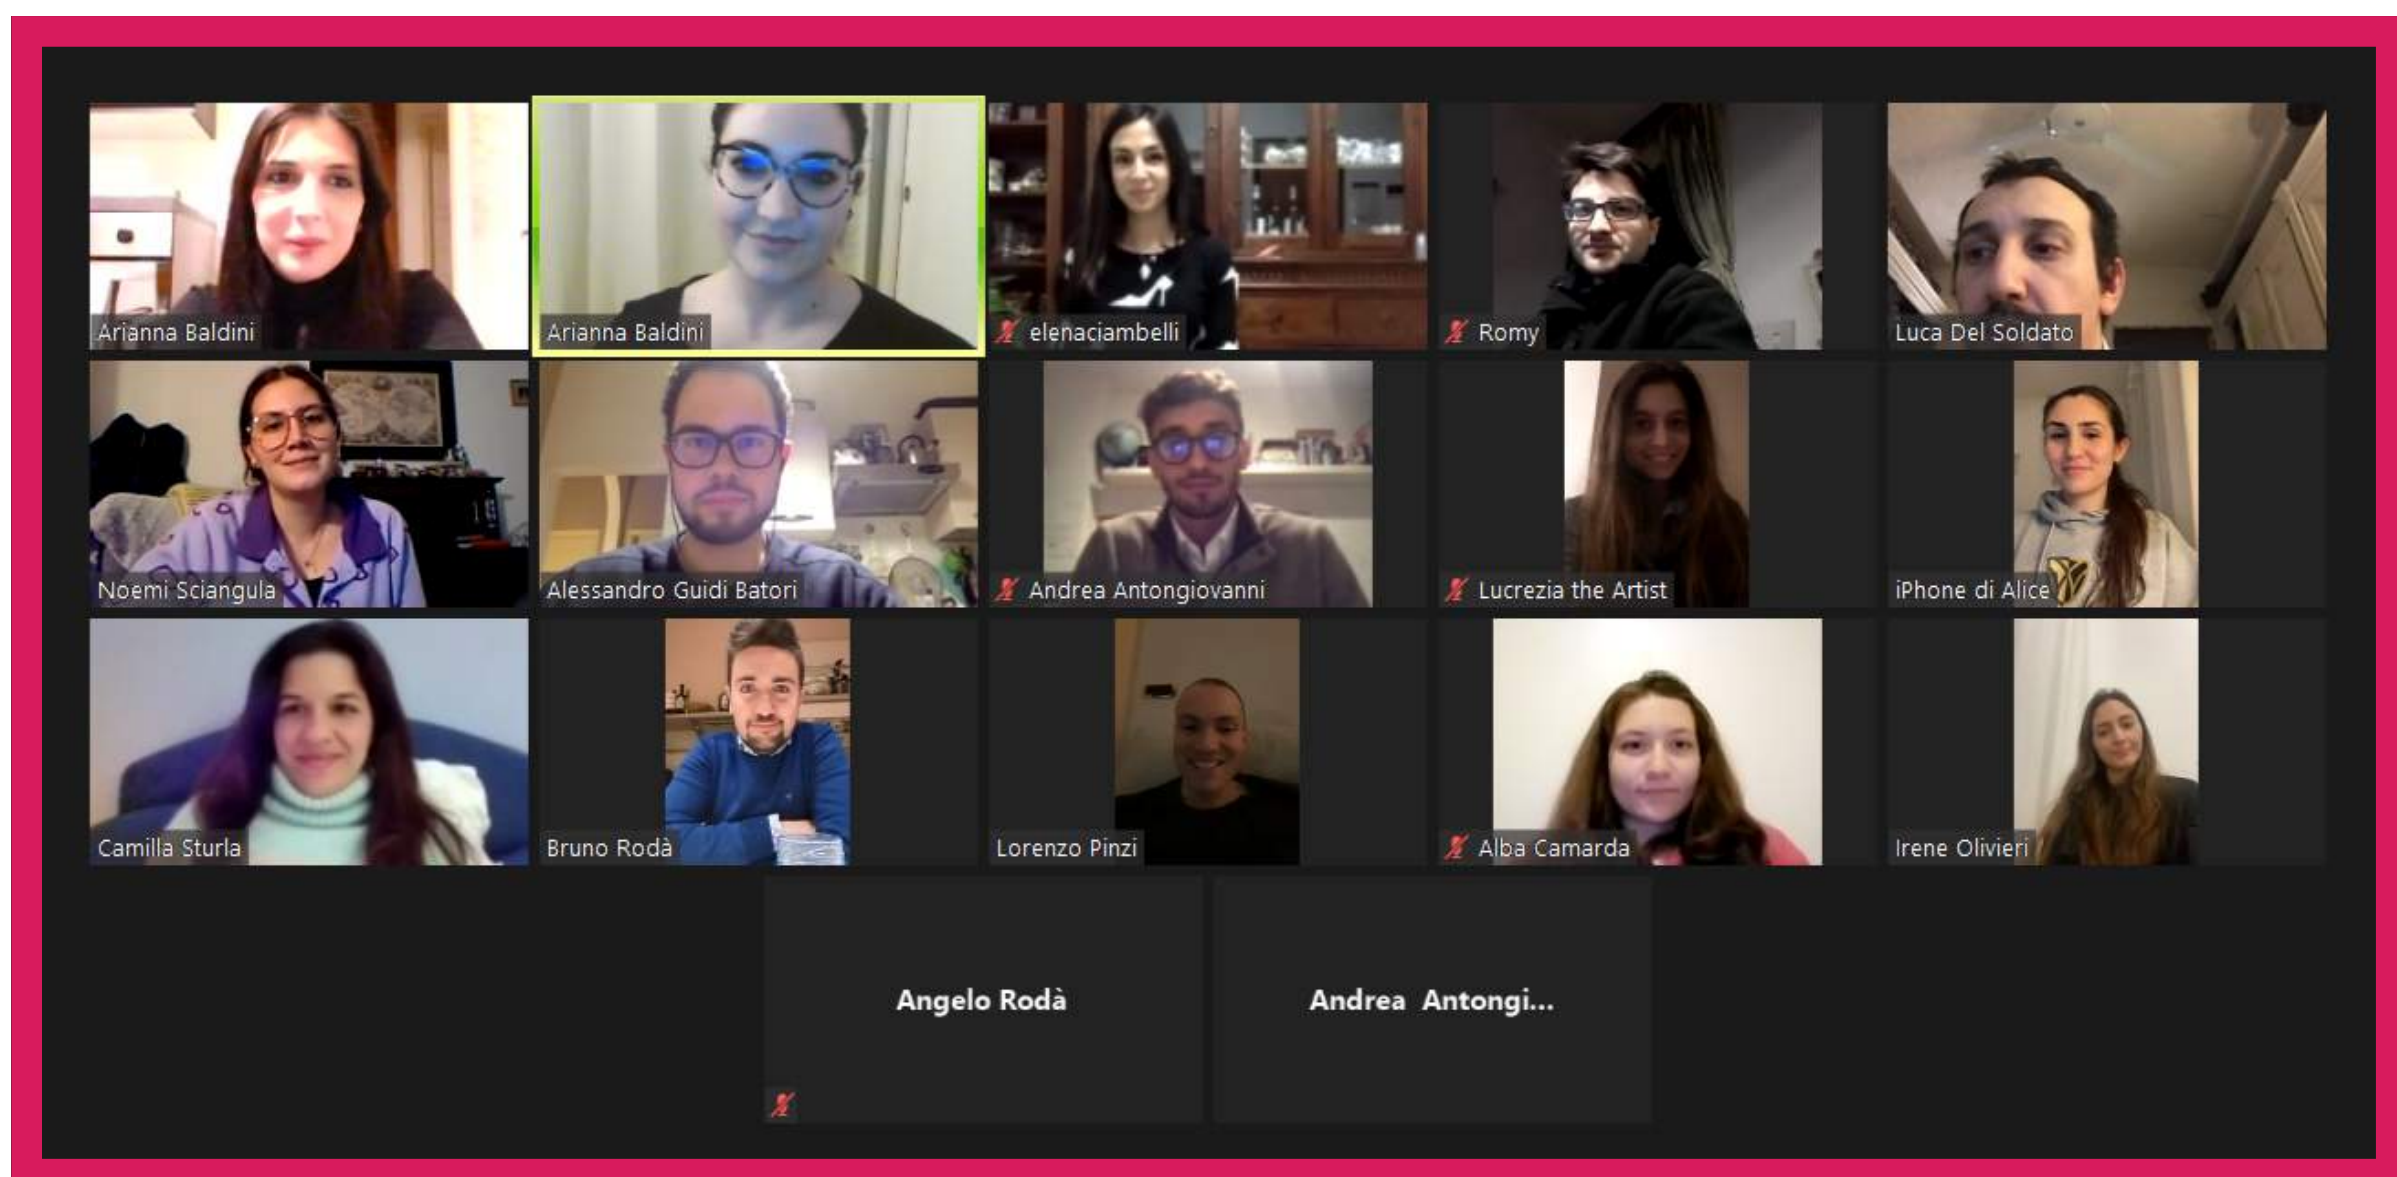 Arianna Baldini
Arianna Baldini
elenaciambelli
Romy
Luca Del Soldato
Noemi Sciangula
Alessandro Guidi Batori
Andrea Antongiovanni
Lucrezia the Artist
iPhone di Alice
Camilla Sturla
Bruno Rodà
Lorenzo Pinzi
Alba Camarda
Irene Olivieri
Angelo Rodà
Andrea Antongi...